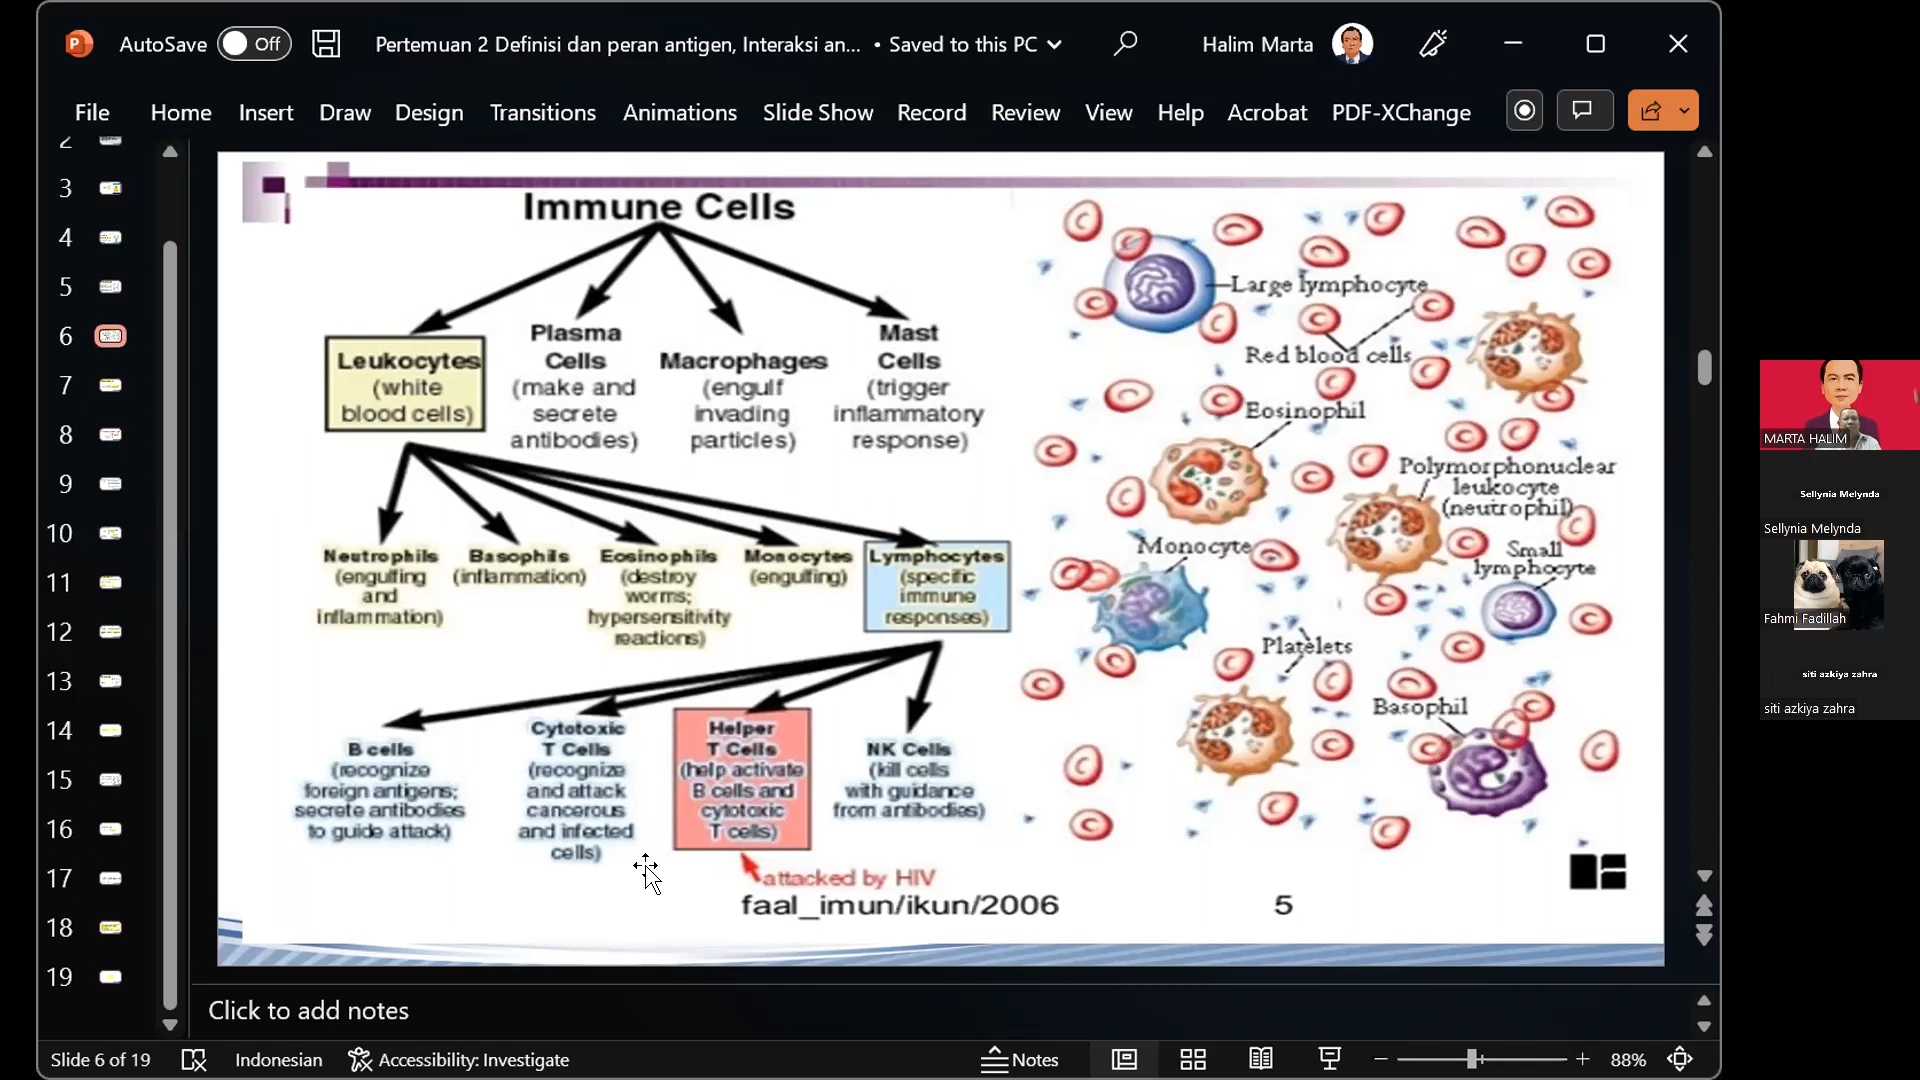 AutoSave Off Pertemuan 2 Definisi dan peran antigen, Interaksi an... • Saved to this PC Halim Marta
File Home Insert Draw Design Transitions Animations Slide Show Record Review View Help Acrobat PDF-XChange
2
3
4
5
6
7
8
9
10
11
12
13
14
15
16
17
18
19
Immune Cells
Leukocytes
(white
blood cells)
Plasma
Cells
(make and
secrete
antibodies)
Macrophages
(engulf
invading
particles)
Mast
Cells
(trigger
inflammatory
response)
Neutrophils
(engulfing
and
inflammation)
Basophils
(inflammation)
Eosinophils
(destroy
worms;
hypersensitivity
reactions)
Monocytes
(engulfing)
Lymphocytes
(specific
immune
responses)
B cells
(recognize
foreign antigens;
secrete antibodies
to guide attack)
Cytotoxic
T Cells
(recognize
and attack
cancerous
and infected
cells)
Helper
T Cells
(help activate
B cells and
cytotoxic
T cells)
NK Cells
(kill cells
with guidance
from antibodies)
attacked by HIV
faal_imun/ikun/2006 5
Large lymphocyte
Red blood cells
Eosinophil
Polymorphonuclear
leukocyte
(neutrophil)
Monocyte
Small
lymphocyte
Platelets
Basophil
MARTA HALIM
Sellynia Melynda
Sellynia Melynda
Fahmi Fadillah
siti azkiya zahra
siti azkiya zahra
Click to add notes
Slide 6 of 19 Indonesian Accessibility: Investigate Notes 88%